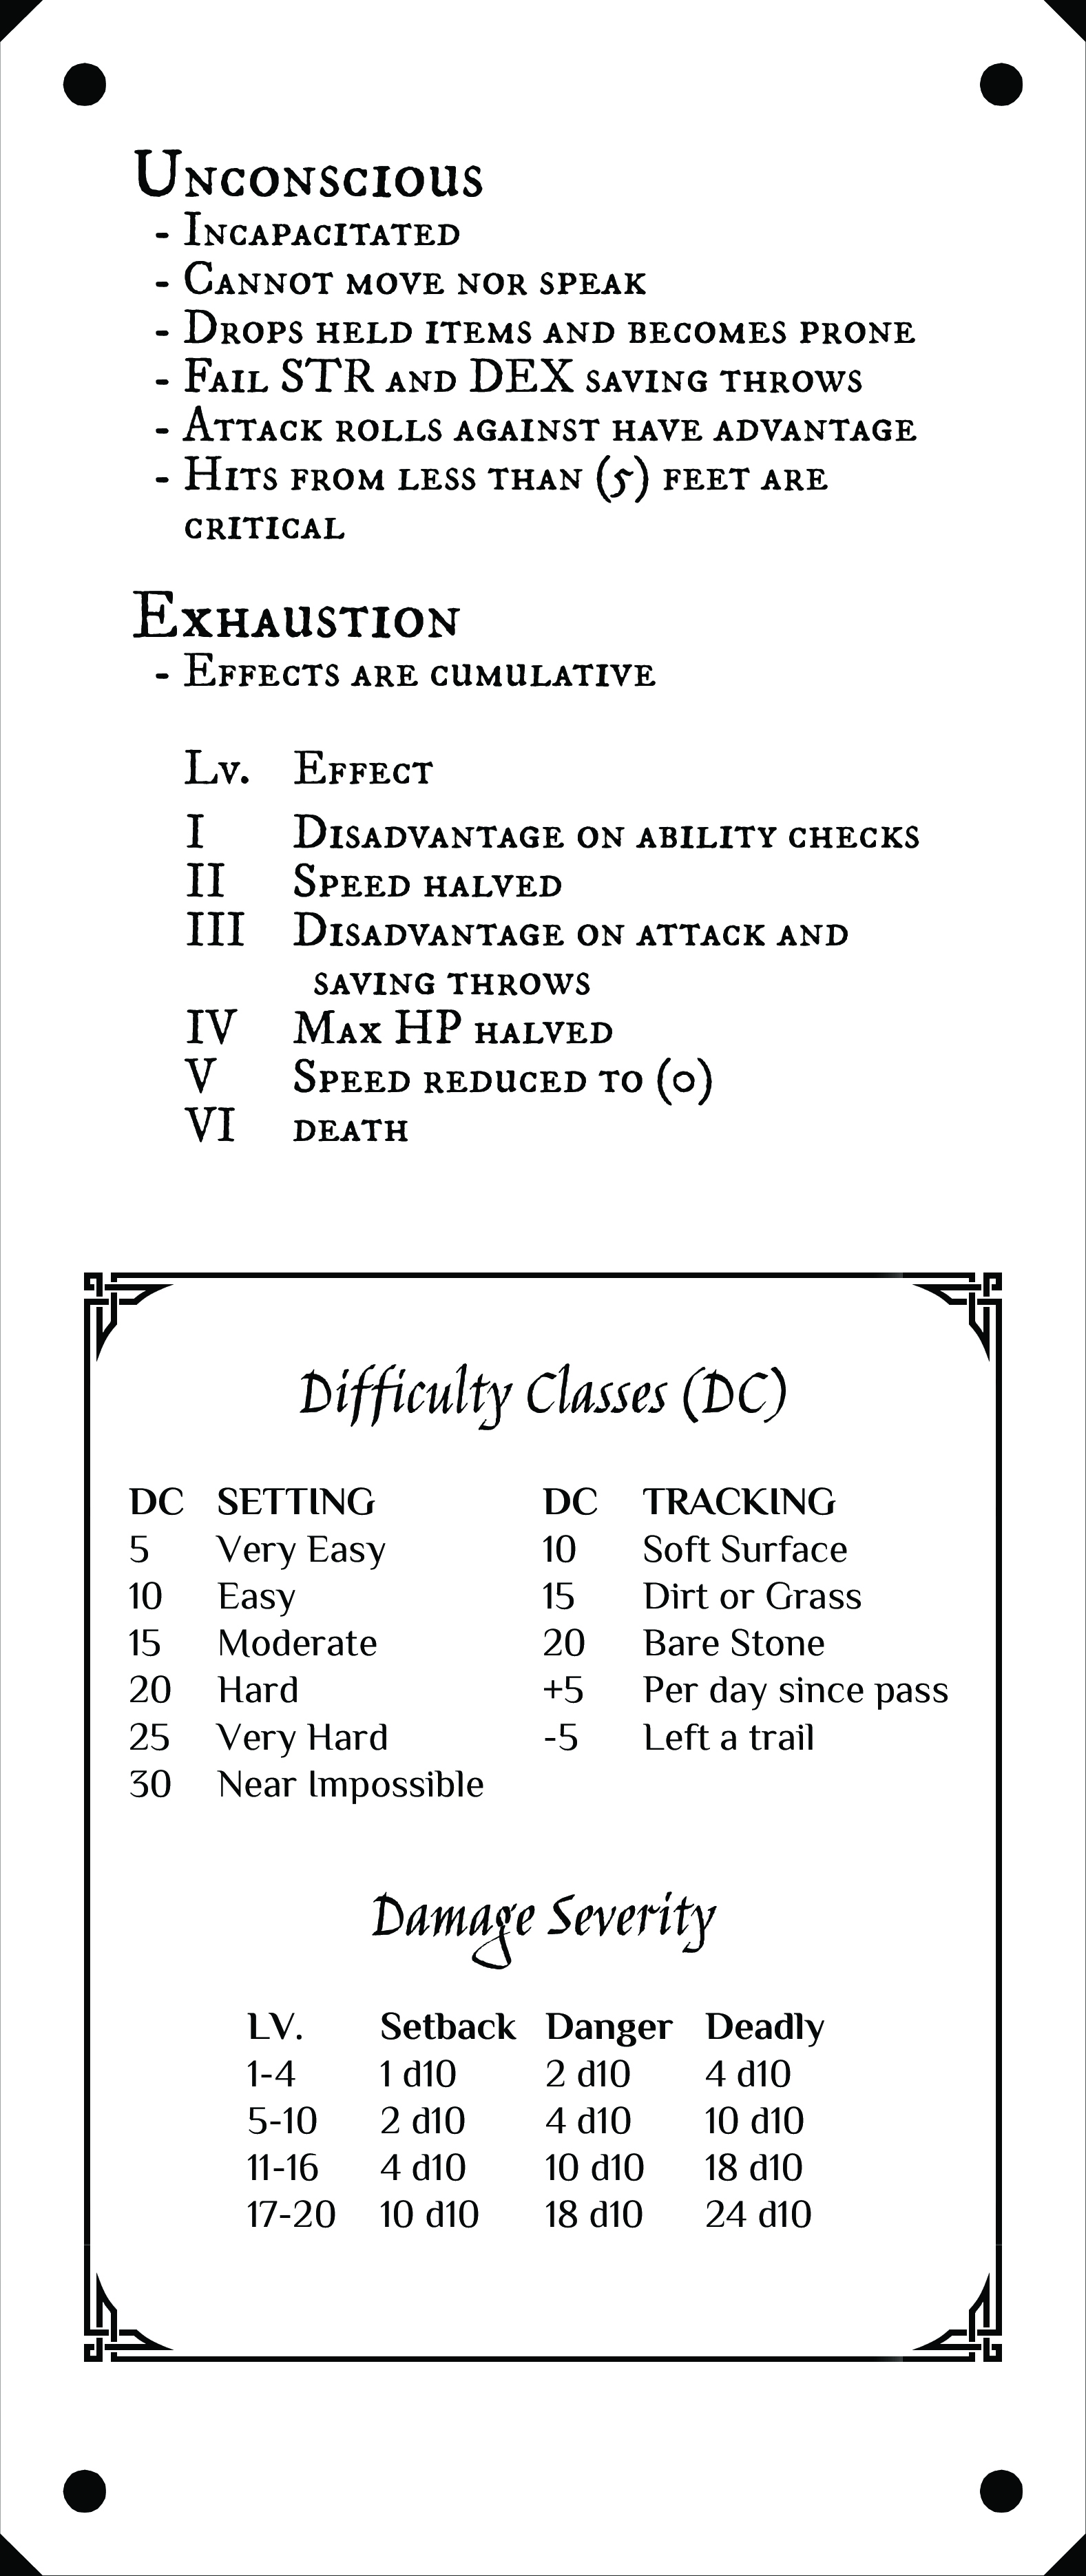 Unconscious
- Incapacitated
- Cannot move nor speak
- Drops held items and becomes prone
- Fail STR and DEX saving throws
- Attack rolls against have advantage
- Hits from less than (5) feet are
critical
Exhaustion
- Effects are cumulative
Lv. Effect
I Disadvantage on ability checks
II Speed halved
III Disadvantage on attack and
saving throws
IV Max HP halved
V Speed reduced to (0)
VI death
Difficulty Classes (DC)
DC SETTING DC TRACKING
5 Very Easy 10 Soft Surface
10 Easy 15 Dirt or Grass
15 Moderate 20 Bare Stone
20 Hard +5 Per day since pass
25 Very Hard -5 Left a trail
30 Near Impossible
Damage Severity
LV. Setback Danger Deadly
1-4 1 d10 2 d10 4 d10
5-10 2 d10 4 d10 10 d10
11-16 4 d10 10 d10 18 d10
17-20 10 d10 18 d10 24 d10